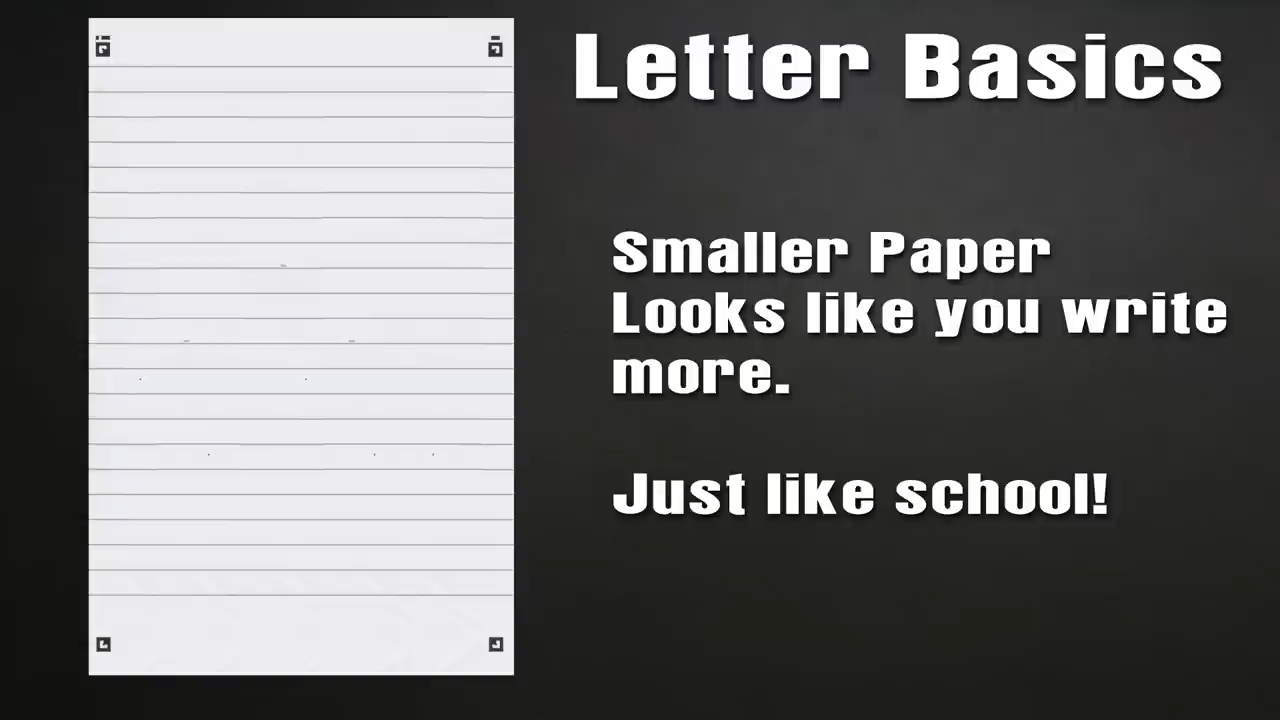 Letter Basics
Smaller Paper
Looks like you write
more.
Just like school!